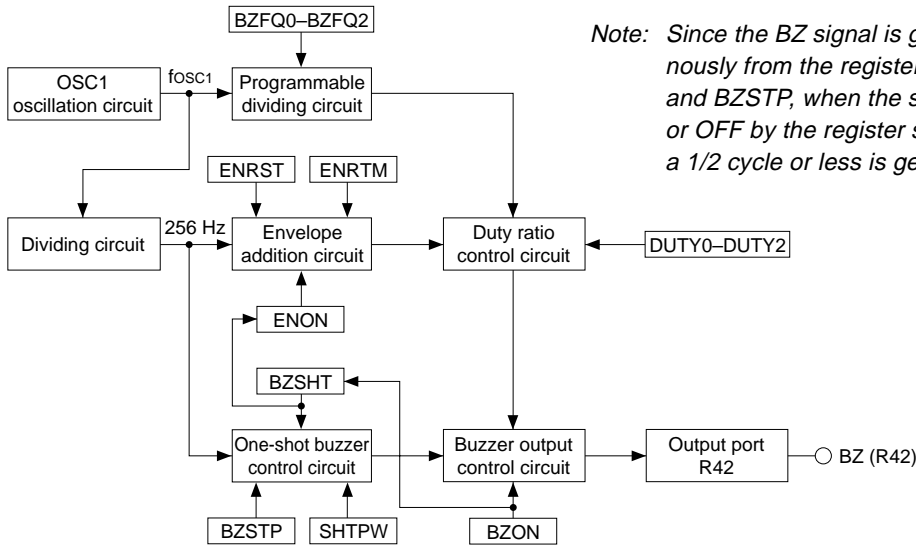 BZFQ0–BZFQ2
Note: Since the BZ signal is g
nously from the register
and BZSTP, when the s
or OFF by the register s
a 1/2 cycle or less is ge
OSC1
oscillation circuit
fOSC1
Programmable
dividing circuit
ENRST
ENRTM
Dividing circuit
256 Hz
Envelope
addition circuit
Duty ratio
control circuit
DUTY0–DUTY2
ENON
BZSHT
One-shot buzzer
control circuit
Buzzer output
control circuit
Output port
R42
BZ (R42)
BZSTP
SHTPW
BZON